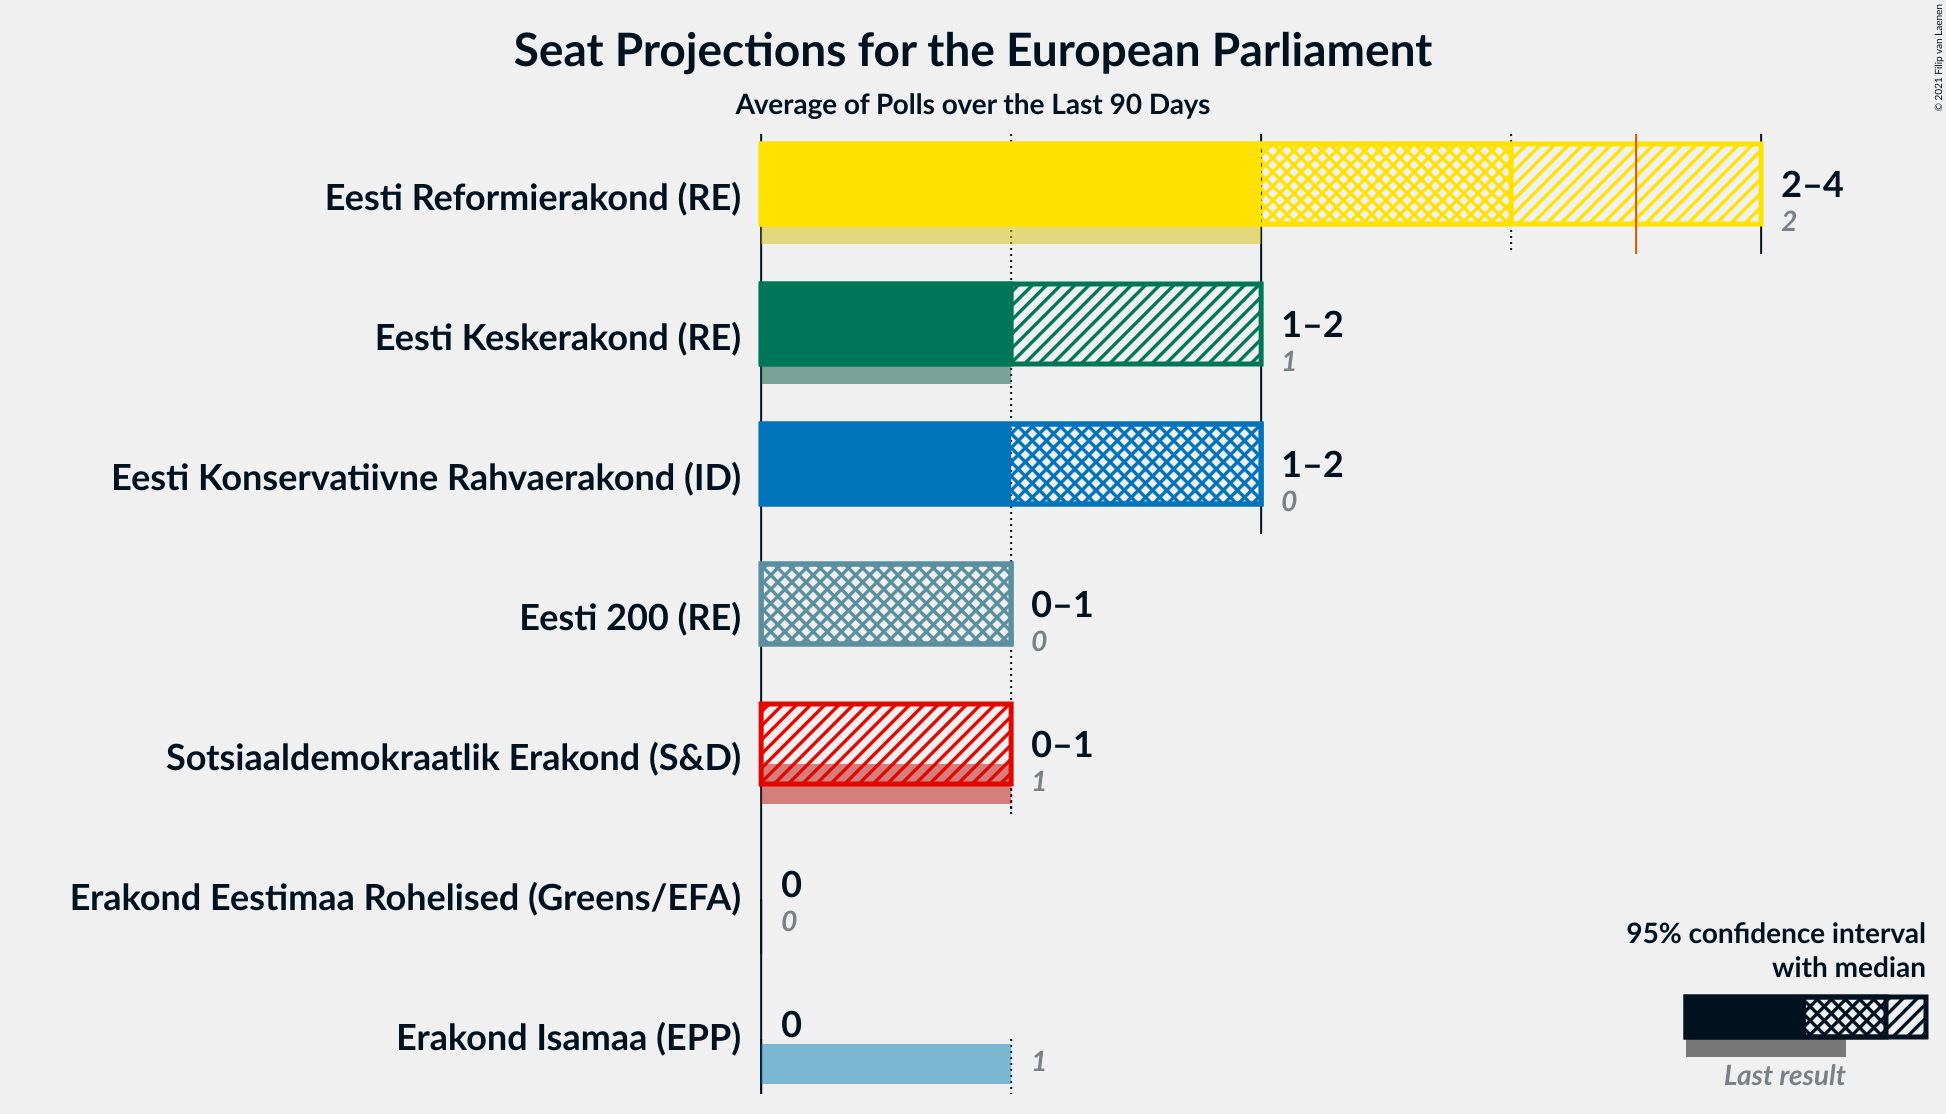 Seat Projections for the European Parliament
Average of Polls over the Last 90 Days
© 2021 Filip van Laenen
Eesti Reformierakond (RE)
2–4
2
Eesti Keskerakond (RE)
1–2
1
Eesti Konservatiivne Rahvaerakond (ID)
1–2
0
Eesti 200 (RE)
0–1
0
Sotsiaaldemokraatlik Erakond (S&D)
0–1
1
Erakond Eestimaa Rohelised (Greens/EFA)
0
0
Erakond Isamaa (EPP)
0
1
95% confidence interval
with median
Last result